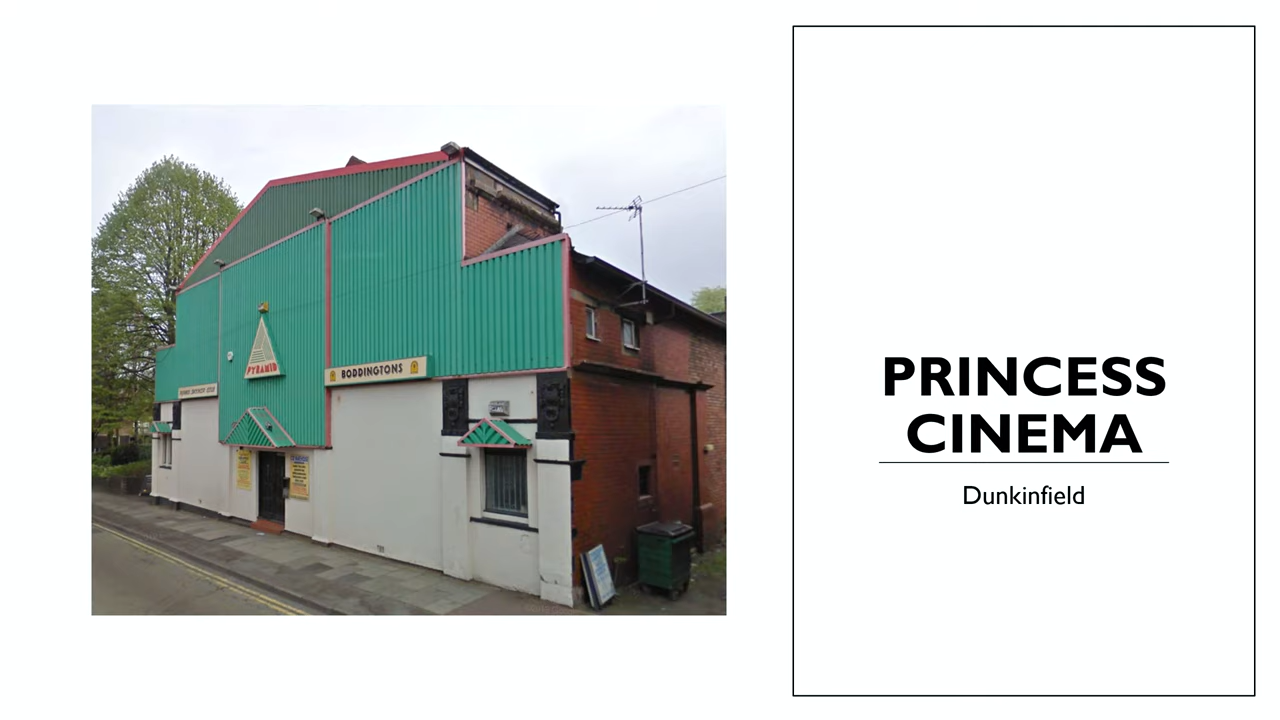 PYRAMID
BODDINGTONS
PRINCESS
CINEMA
Dunkinfield